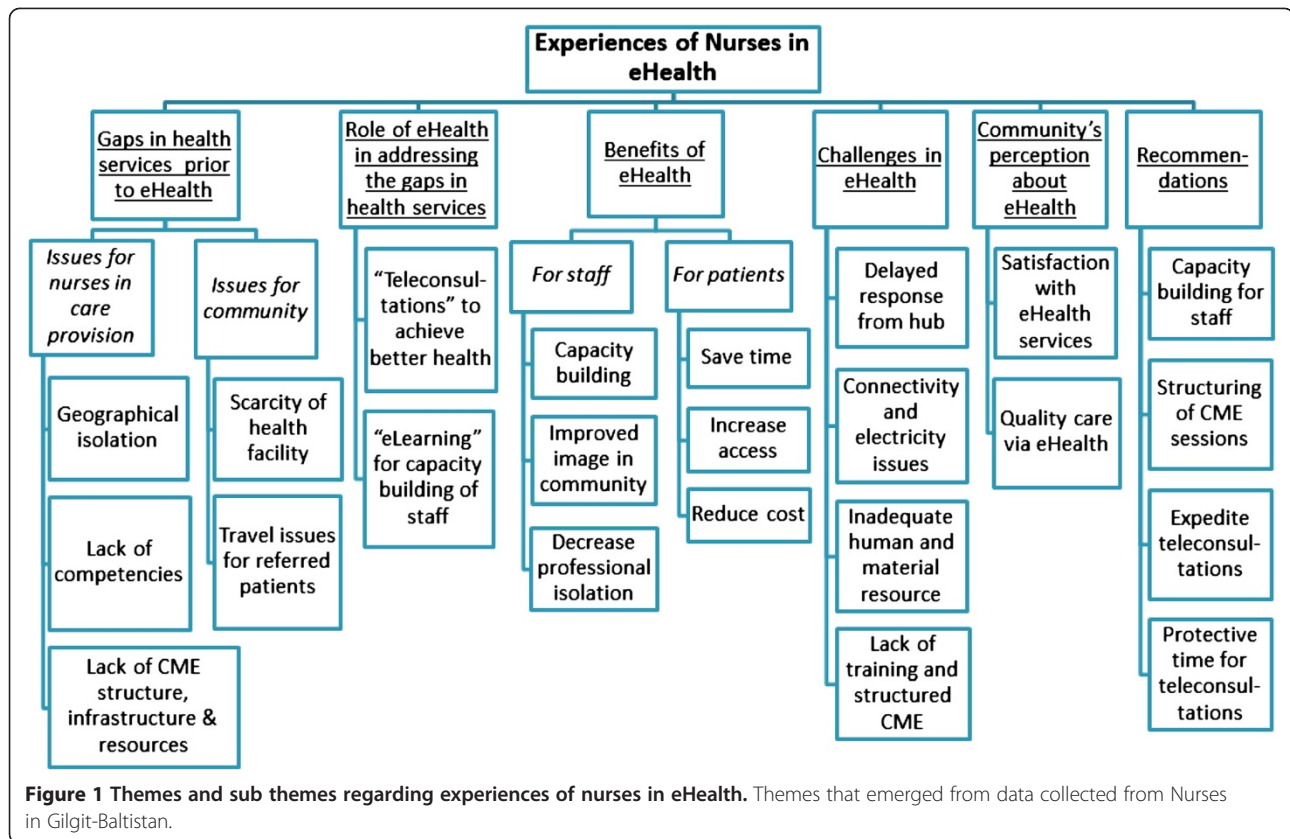 Experiences of Nurses in
eHealth
Gaps in health
services prior
to eHealth
Issues for
nurses in
care
provision
Geographical
isolation
Lack of
competencies
Lack of CME
structure,
infrastructure &
resources
Issues for
community
Scarcity of
health
facility
Travel issues
for referred
patients
Role of eHealth
in addressing
the gaps in
health services
"Teleconsul-
tations" to
achieve
better health
"eLearning"
for capacity
building of
staff
Benefits of
eHealth
For staff
Capacity
building
Improved
image in
community
Decrease
professional
isolation
For patients
Save time
Increase
access
Reduce cost
Challenges in
eHealth
Delayed
response
from hub
Connectivity
and
electricity
issues
Inadequate
human and
material
resource
Lack of
training and
structured
CME
Community's
perception
about
eHealth
Satisfaction
with
eHealth
services
Quality care
via eHealth
Recommen-
dations
Capacity
building for
staff
Structuring
of CME
sessions
Expedite
teleconsul-
tations
Protective
time for
teleconsul-
tations
Figure 1 Themes and sub themes regarding experiences of nurses in eHealth. Themes that emerged from data collected from Nurses
in Gilgit-Baltistan.